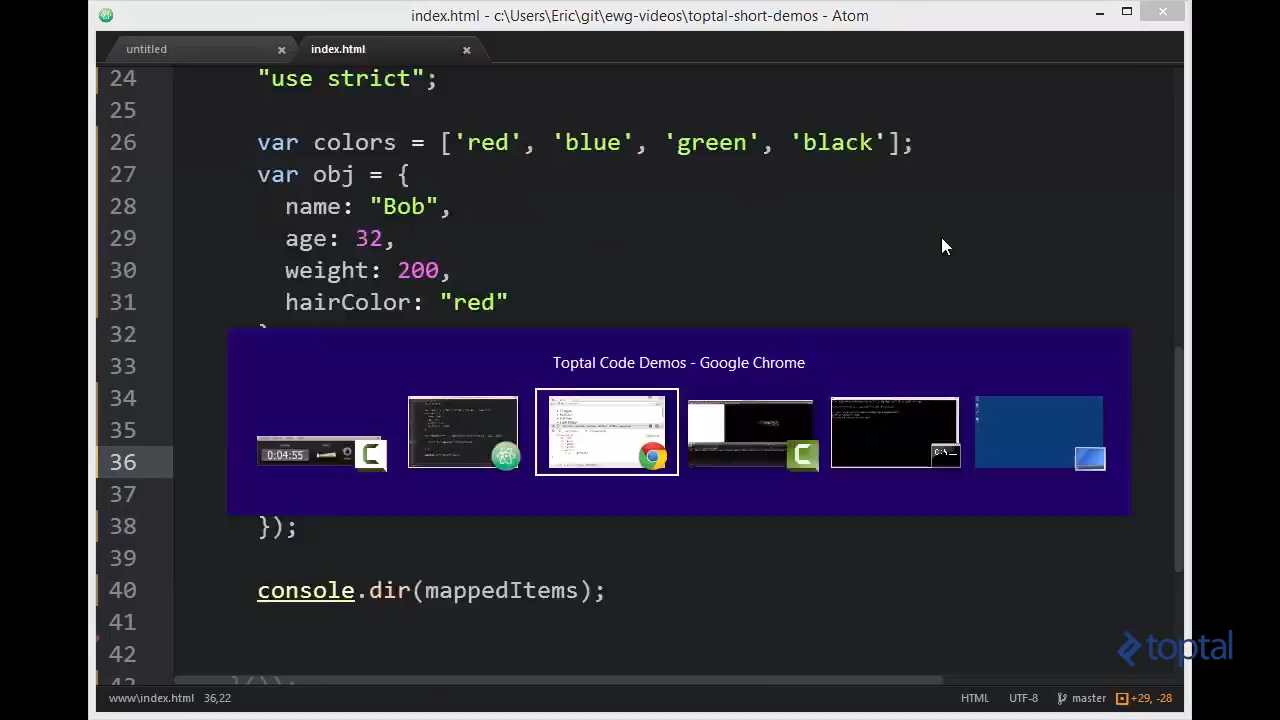 index.html - c:\Users\Eric\git\ewg-videos\toptal-short-demos - Atom
untitled
index.html
24 "use strict";
25
26 var colors = ['red', 'blue', 'green', 'black'];
27 var obj = {
28 name: "Bob",
29 age: 32,
30 weight: 200,
31 hairColor: "red"
32
33
34
35
36
37
38 });
39
40 console.dir(mappedItems);
41
42
43 }());
Toptal Code Demos - Google Chrome
0:04:55
C:\_
toptal
www\index.html 36,22
HTML UTF-8 master +29, -28